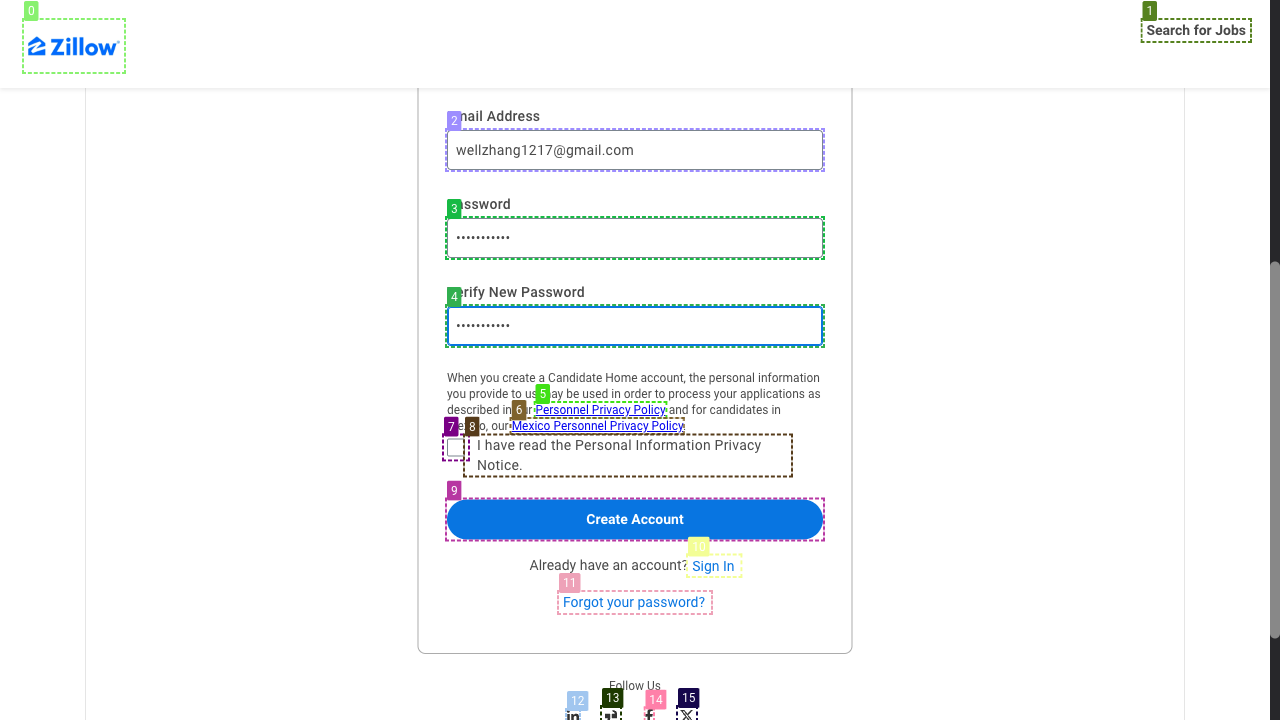 0
1
Zillow
Search for Jobs
2
mail Address
wellzhang1217@gmail.com
3
ssword
•••••••••••
4
erify New Password
•••••••••••
When you create a Candidate Home account, the personal information
you provide to us may be used in order to process your applications as
5
described in our Personnel Privacy Policy and for candidates in
6
Mexico, our Mexico Personnel Privacy Policy
7
8
I have read the Personal Information Privacy
Notice.
9
Create Account
10
Already have an account? Sign In
11
Forgot your password?
Follow Us
12
13
14
15